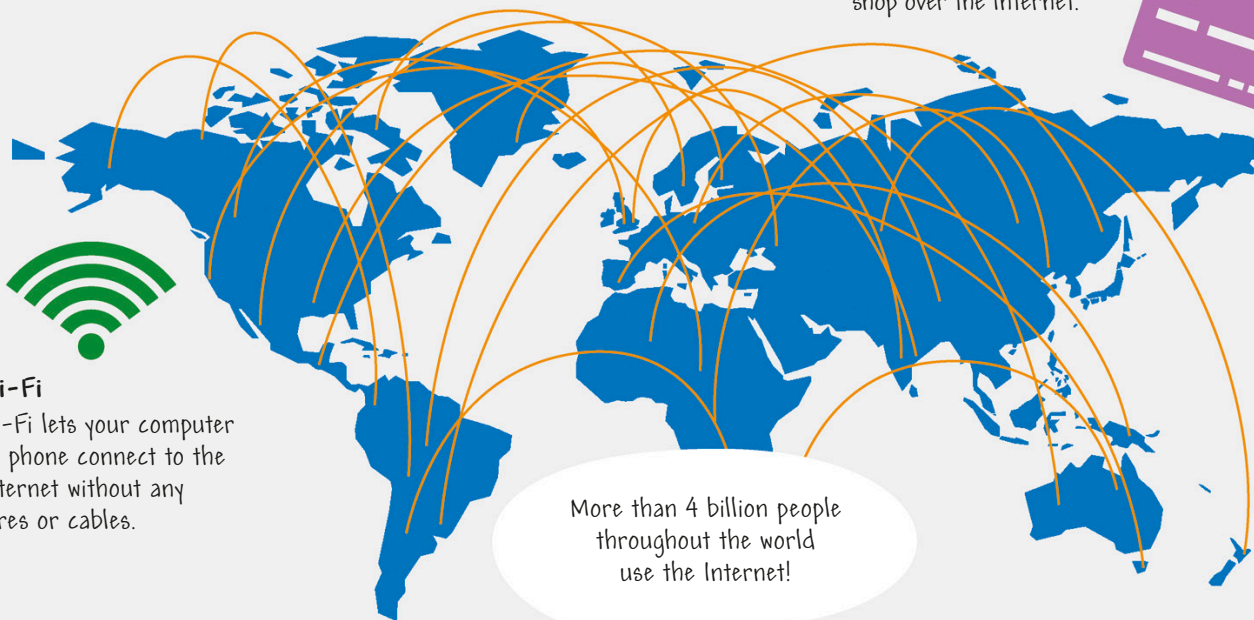 shop over the Internet.
i-Fi
-Fi lets your computer
phone connect to the
ternet without any
res or cables.
More than 4 billion people
throughout the world
use the Internet!